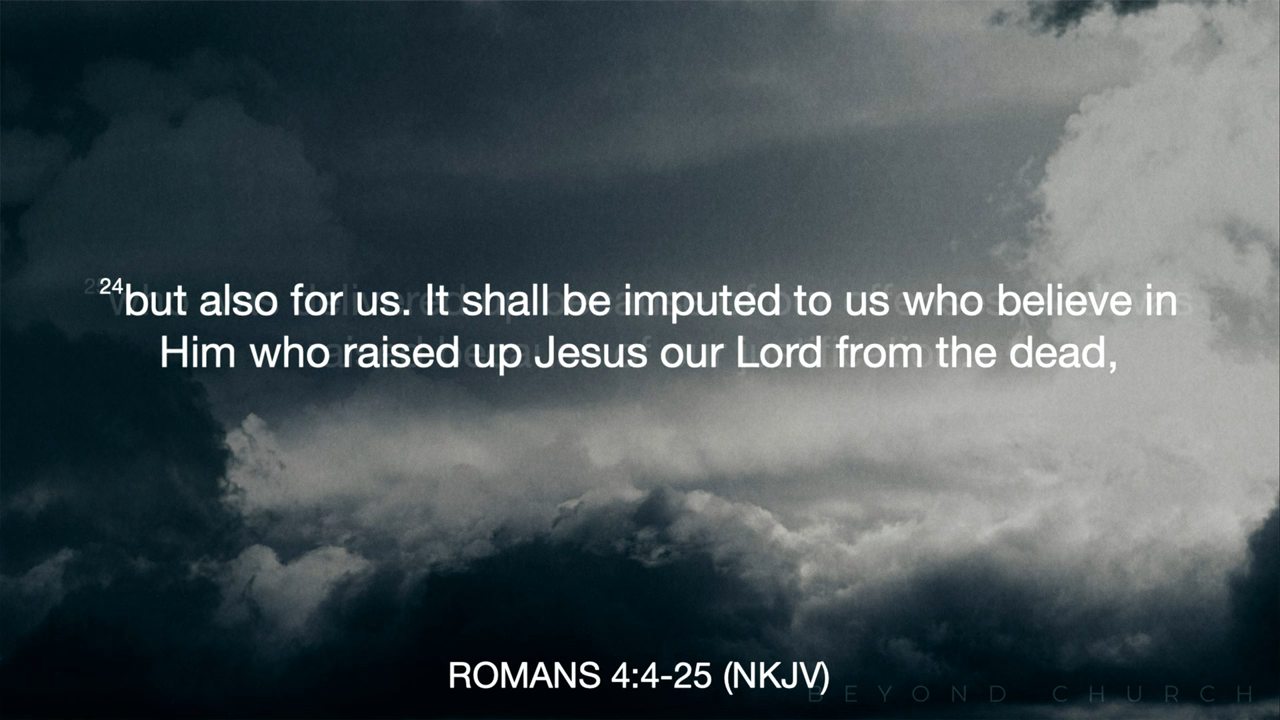 24but also for us. It shall be imputed to us who believe in
Him who raised up Jesus our Lord from the dead,
ROMANS 4:4-25 (NKJV)
BEYOND CHURCH